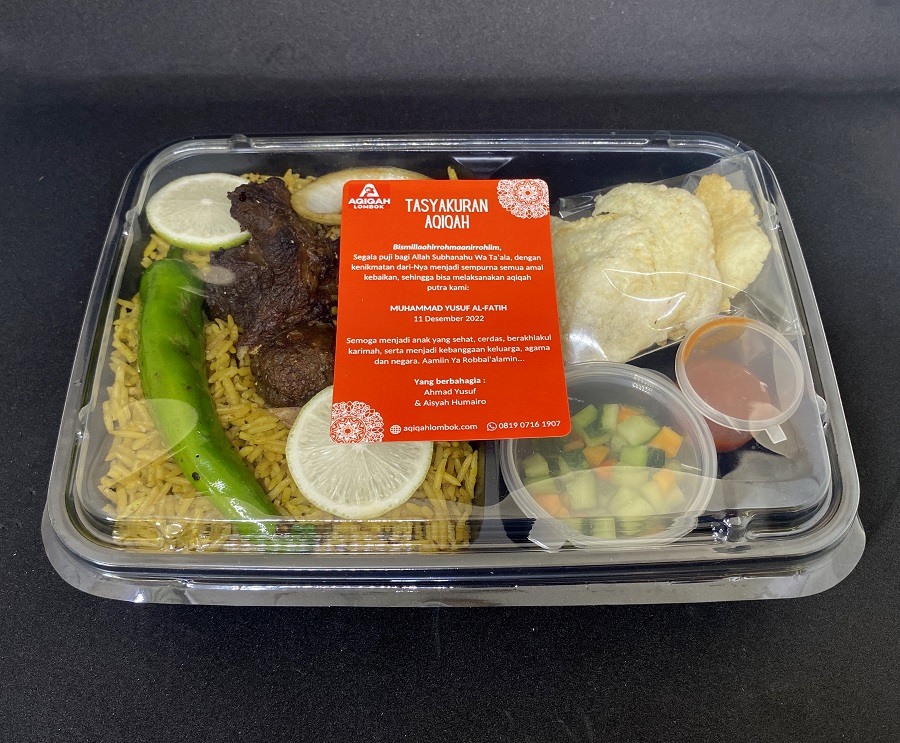 AQIQAH
LOMBOK
TASYAKURAN
AQIQAH
Bismillaahirrohmaanirrohiim,
Segala puji bagi Allah Subhanahu Wa Ta'ala, dengan
kenikmatan dari-Nya menjadi sempurna semua amal
kebaikan, sehingga bisa melaksanakan aqiqah
putra kami:
MUHAMMAD YUSUF AL-FATIH
11 Desember 2022
Semoga menjadi anak yang sehat, cerdas, berakhlakul
karimah, serta menjadi kebanggaan keluarga, agama
dan negara. Aamiin Ya Robbal'alamin...
Yang berbahagia :
Ahmad Yusuf
& Aisyah Humairo
aqiqahlombok.com 0819 0716 1907